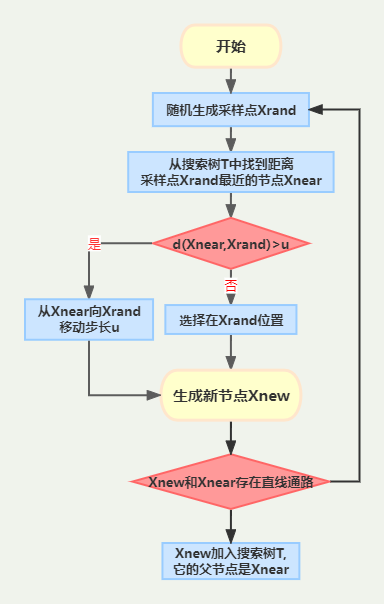 开始
随机生成采样点Xrand
从搜索树T中找到距离
采样点Xrand最近的节点Xnear
d(Xnear,Xrand)>u
是
否
从Xnear向Xrand
移动步长u
选择在Xrand位置
生成新节点Xnew
Xnew和Xnear存在直线通路
Xnew加入搜索树T,
它的父节点是Xnear